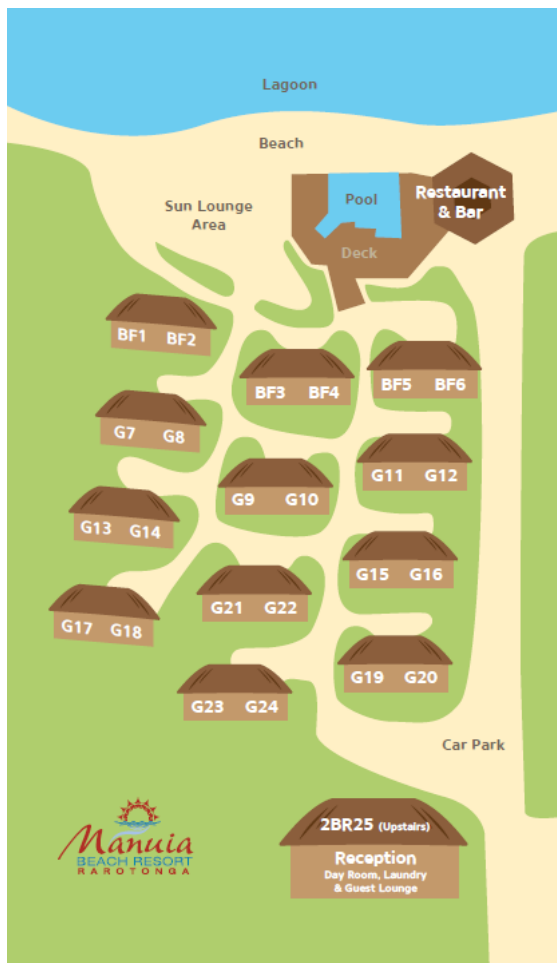 Lagoon
Beach
Sun Lounge
Area
Pool
Restaurant
& Bar
Deck
BF1 BF2
BF3 BF4
BF5 BF6
G7 G8
G9 G10
G11 G12
G13 G14
G15 G16
G17 G18
G21 G22
G19 G20
G23 G24
Car Park
2BR25 (Upstairs)
Reception
Day Room, Laundry
& Guest Lounge
Manuia
BEACH RESORT
RAROTONGA